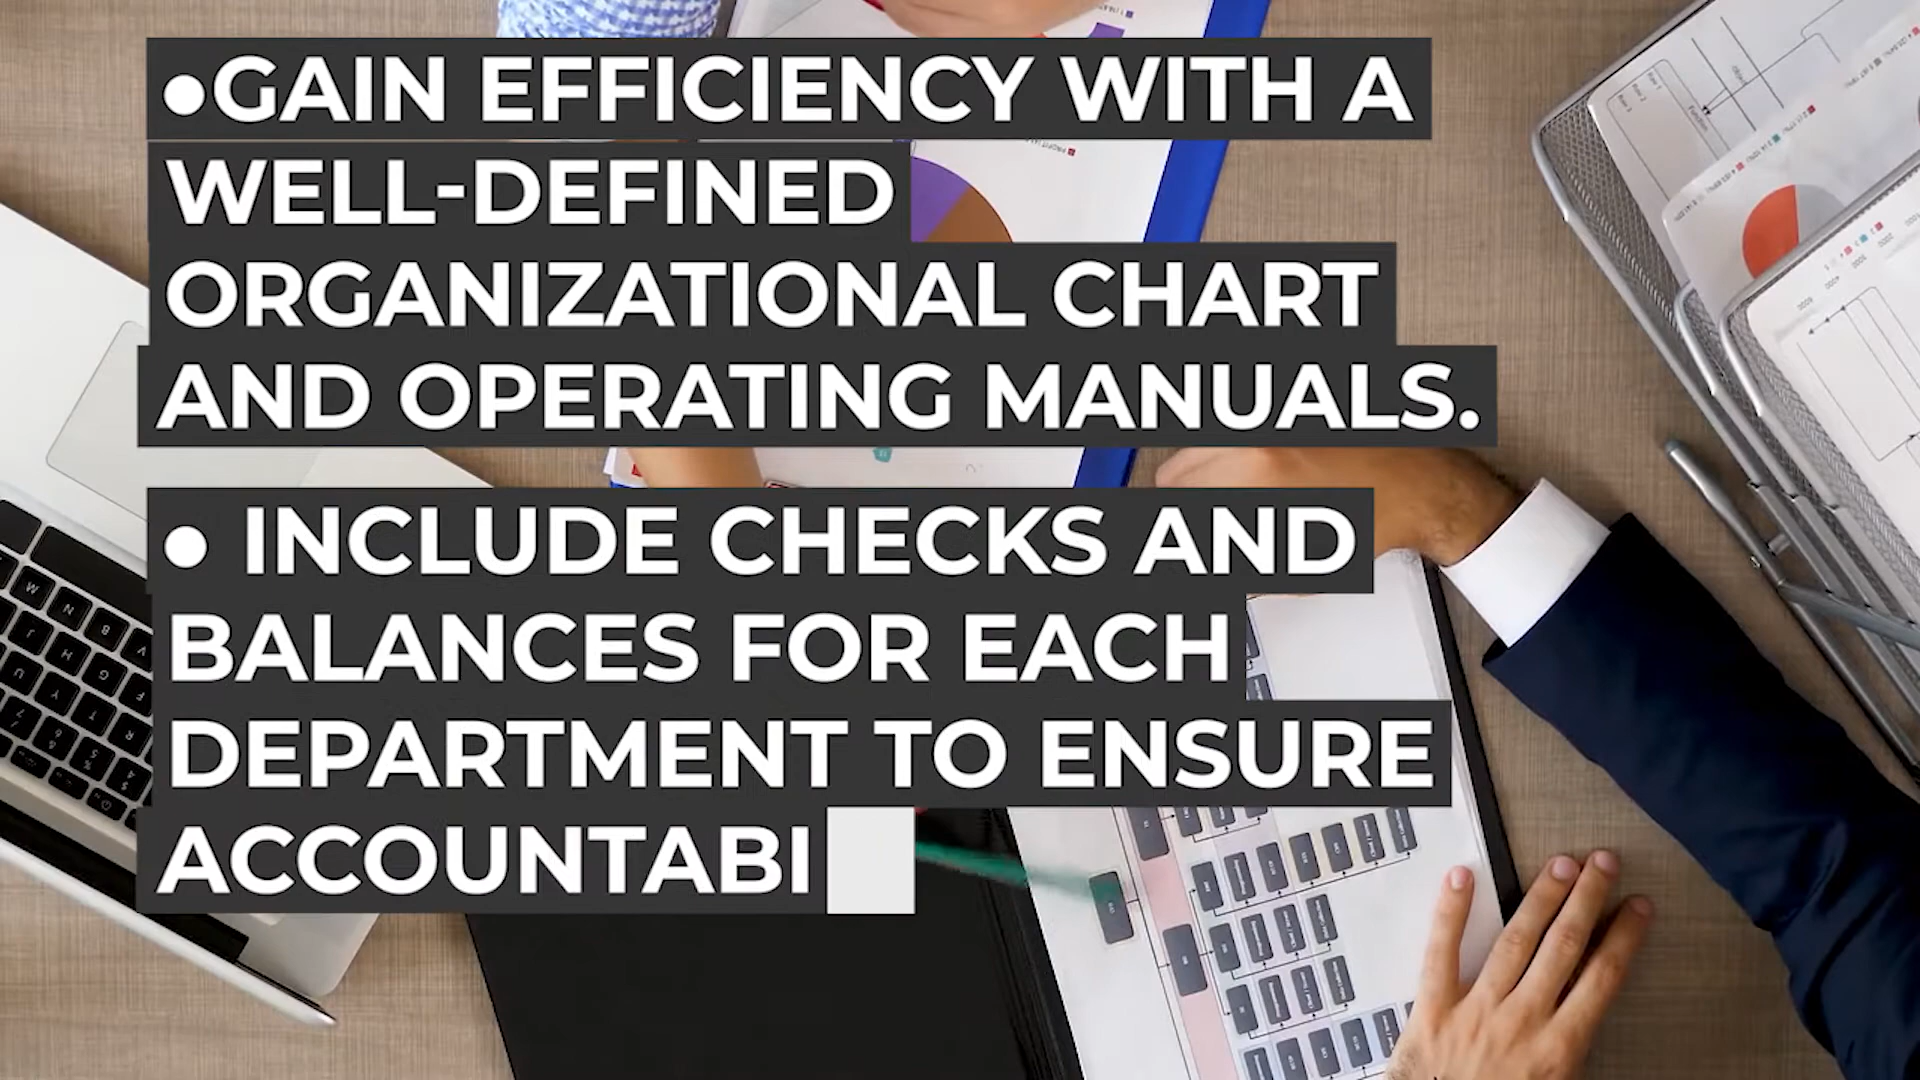 ●GAIN EFFICIENCY WITH A
WELL-DEFINED
ORGANIZATIONAL CHART
AND OPERATING MANUALS.
● INCLUDE CHECKS AND
BALANCES FOR EACH
DEPARTMENT TO ENSURE
ACCOUNTABI